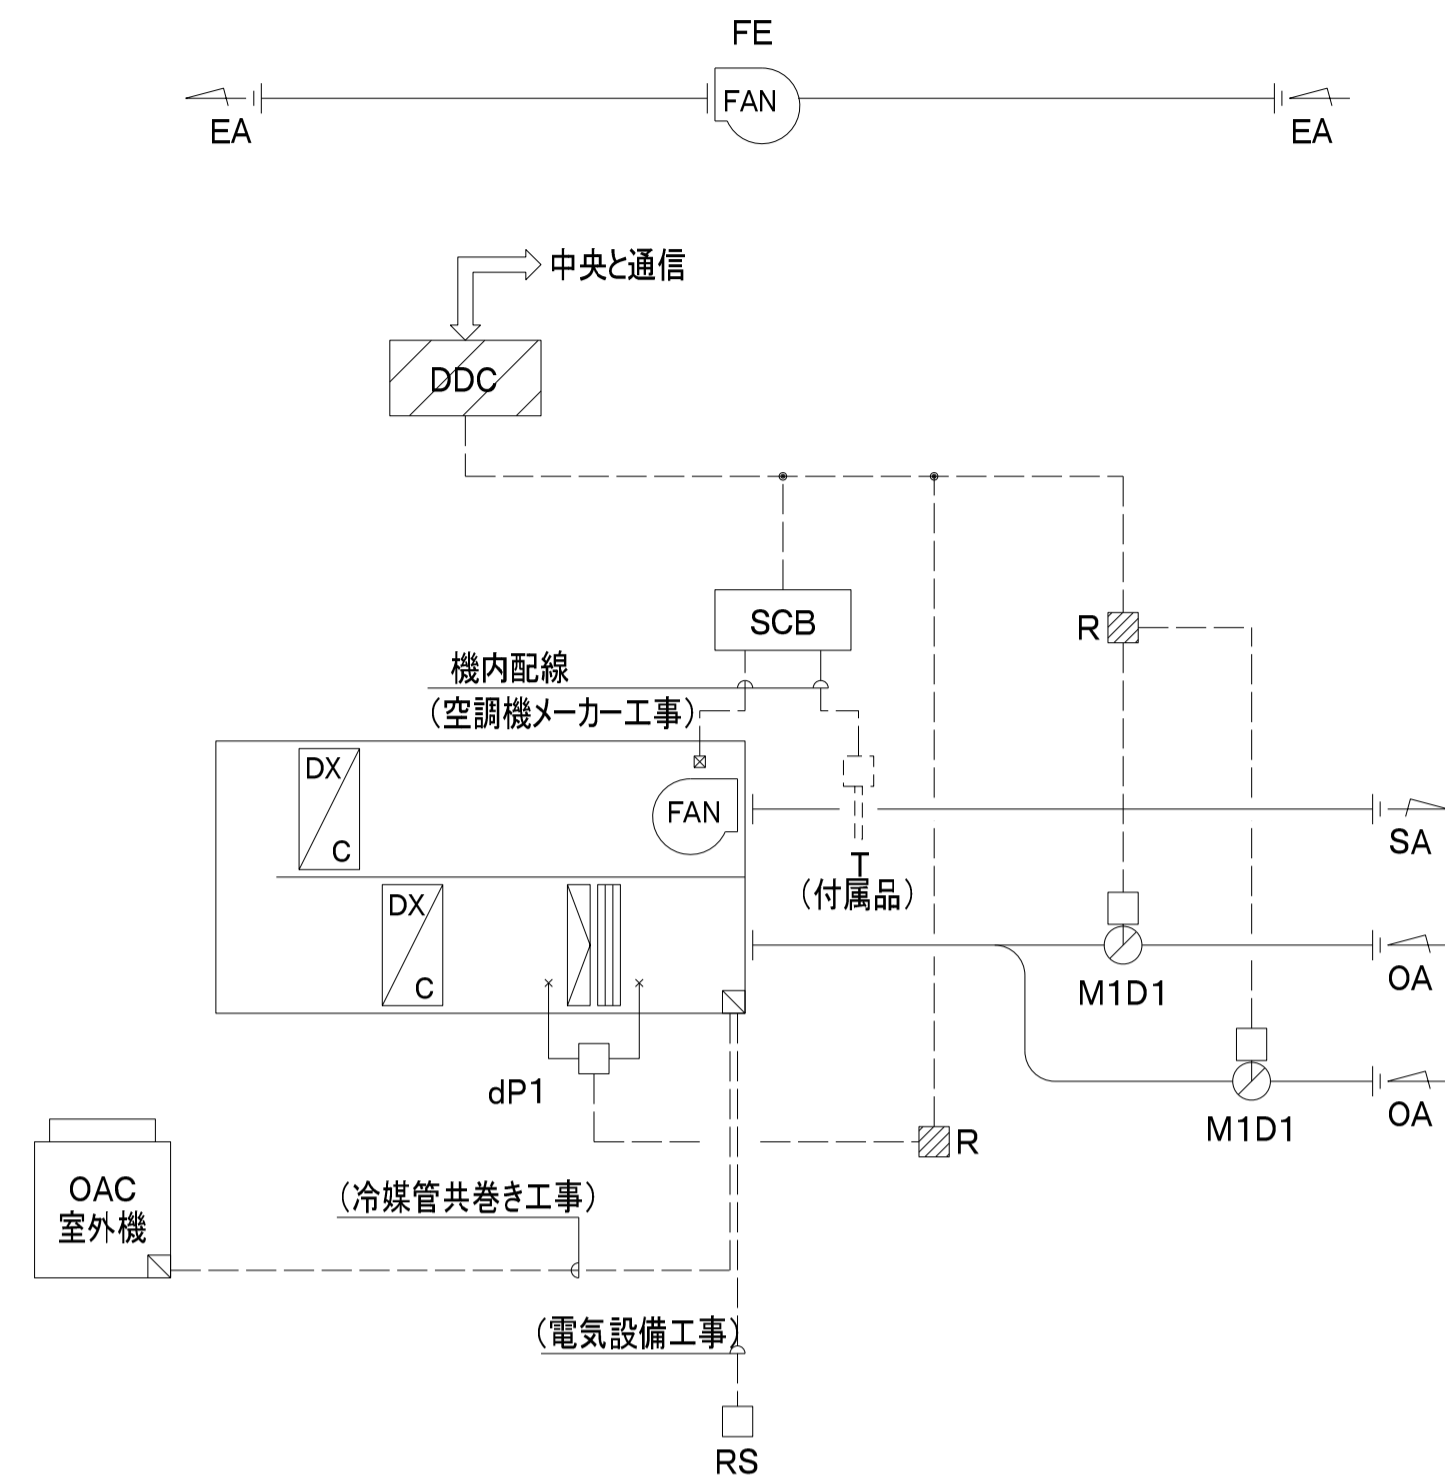 FE
FAN
EA
EA
中央と通信
DDC
SCB
R
機内配線
(空調機メーカー工事)
DX
C
FAN
SA
T
(付属品)
DX
C
OA
M1D1
dP1
OA
M1D1
R
OAC
室外機
(冷媒管共巻き工事)
(電気設備工事)
RS